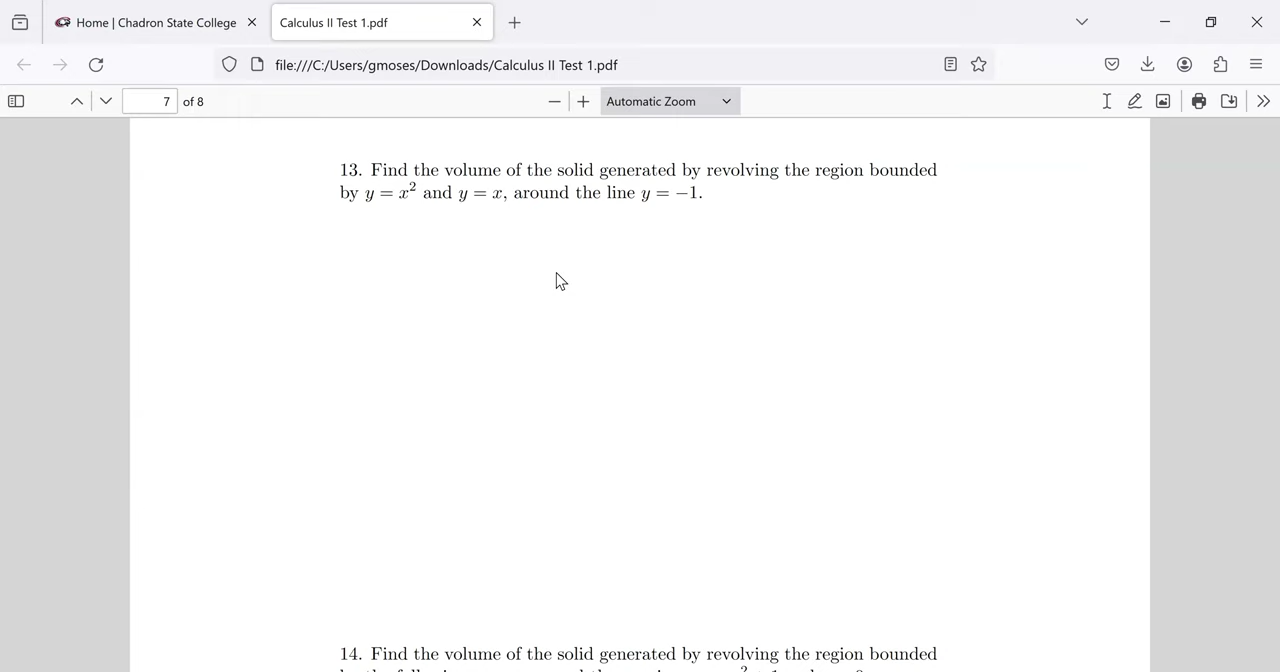 Home | Chadron State College
Calculus II Test 1.pdf
file:///C:/Users/gmoses/Downloads/Calculus II Test 1.pdf
7 of 8
Automatic Zoom
13. Find the volume of the solid generated by revolving the region bounded
by y = x² and y = x, around the line y = −1.
14. Find the volume of the solid generated by revolving the region bounded